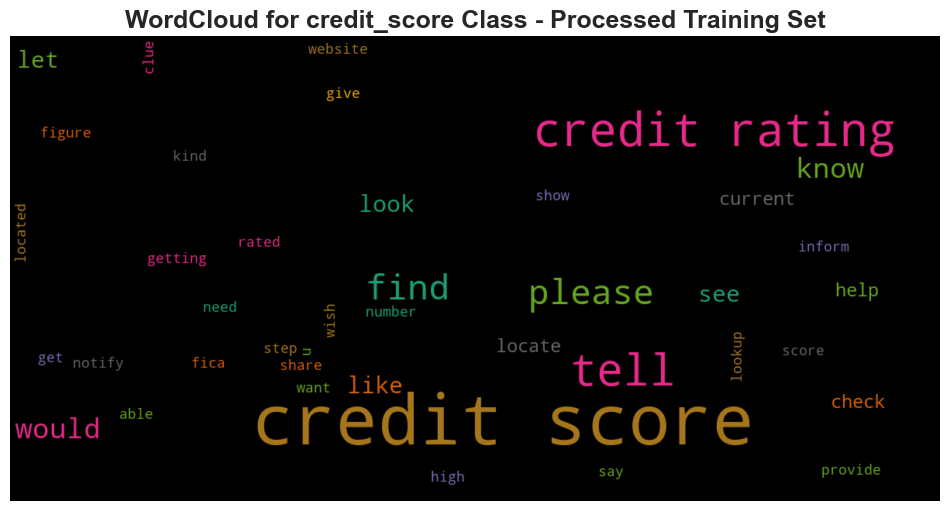 WordCloud for credit_score Class - Processed Training Set
let
clue
website
give
figure
kind
credit rating
know
look
show
current
located
rated
getting
inform
find
please
see
help
need
number
wish
step
u
share
get
notify
fica
locate
lookup
score
tell
want
like
check
able
would
credit score
high
say
provide